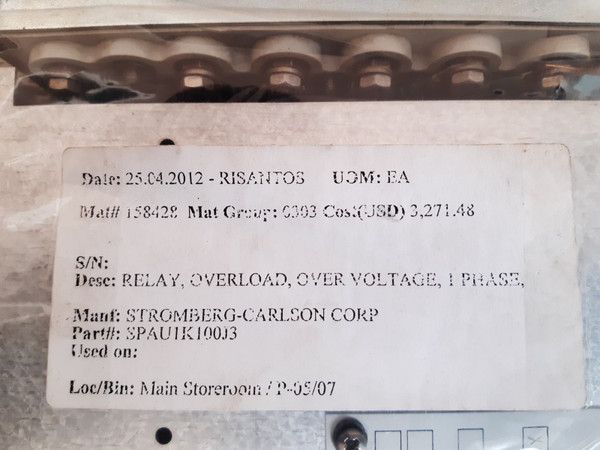 Date: 25.04.2012 - RISANTOS UOM: EA
Mat# 158428 Mat Group: 0303 Cost(USD) 3,271.48
S/N:
Desc: RELAY, OVERLOAD, OVER VOLTAGE, 1 PHASE,
Manf: STROMBERG-CARLSON CORP
Part#: SPAU1K100J3
Used on:
Loc/Bin: Main Storeroom / P-05/07